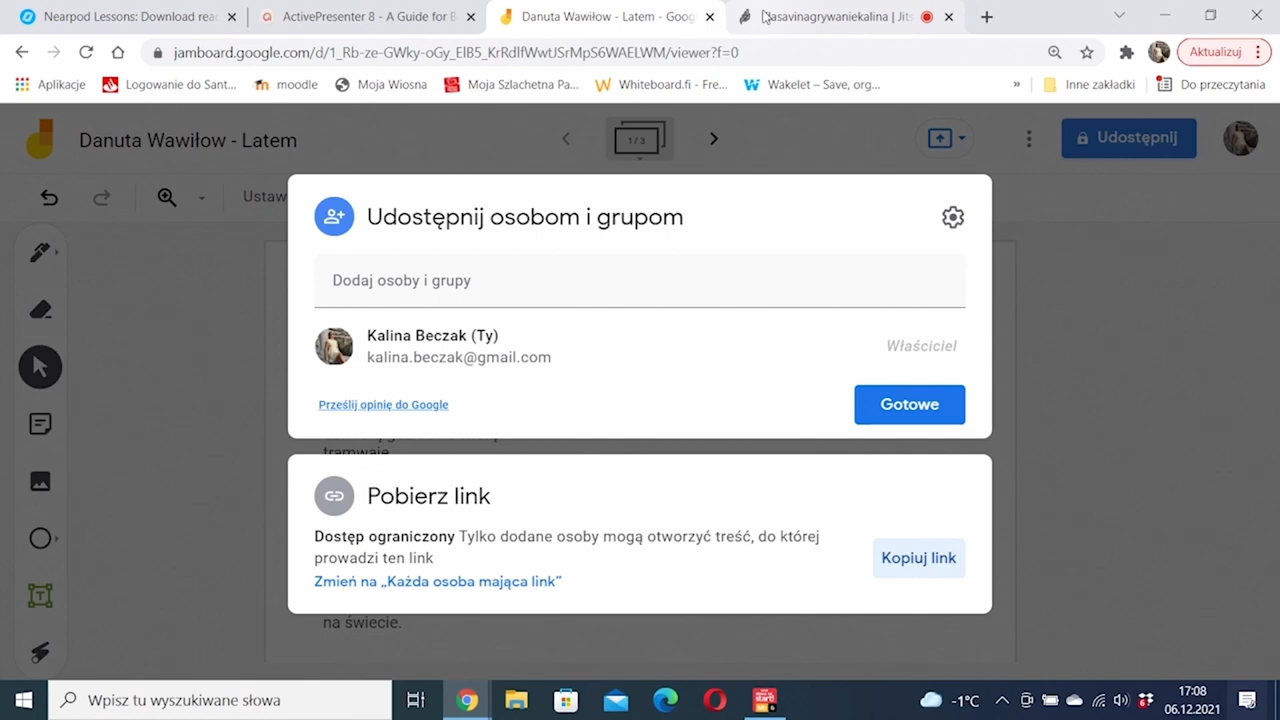 Nearpod Lessons: Download rea
ActivePresenter 8 - A Guide for B
Danuta Wawiłow - Latem - Goog
klasavinagrywaniekalina | Jits
jamboard.google.com/d/1_Rb-ze-GWky-oGy_ElB5_KrRdlfWwtJSrMpS6WAELWM/viewer?f=0
Aktualizuj
Aplikacje
Logowanie do Sant...
moodle
Moja Wiosna
Moja Szlachetna Pa...
Whiteboard.fi - Fre...
Wakelet – Save, org...
»
Inne zakładki
Do przeczytania
Danuta Wawiłow - Latem
1 / 3
Udostępnij
Ustaw
Udostępnij osobom i grupom
Dodaj osoby i grupy
Kalina Beczak (Ty)
kalina.beczak@gmail.com
Właściciel
Prześlij opinię do Google
Gotowe
tramwaje
Pobierz link
Dostęp ograniczony Tylko dodane osoby mogą otworzyć treść, do której
prowadzi ten link
Zmień na „Każda osoba mająca link”
Kopiuj link
na świecie.
Wpisz tu wyszukiwane słowa
-1°C
17:08
06.12.2021